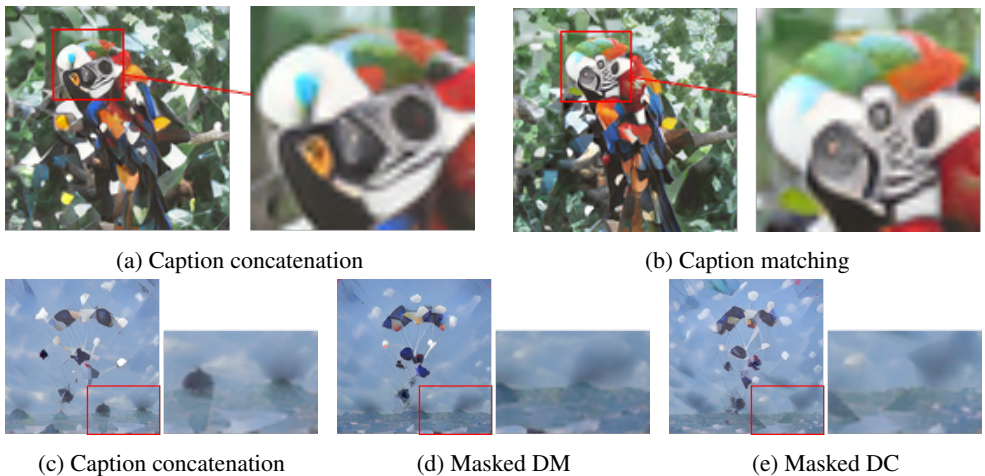 (a) Caption concatenation
(b) Caption matching
(c) Caption concatenation
(d) Masked DM
(e) Masked DC